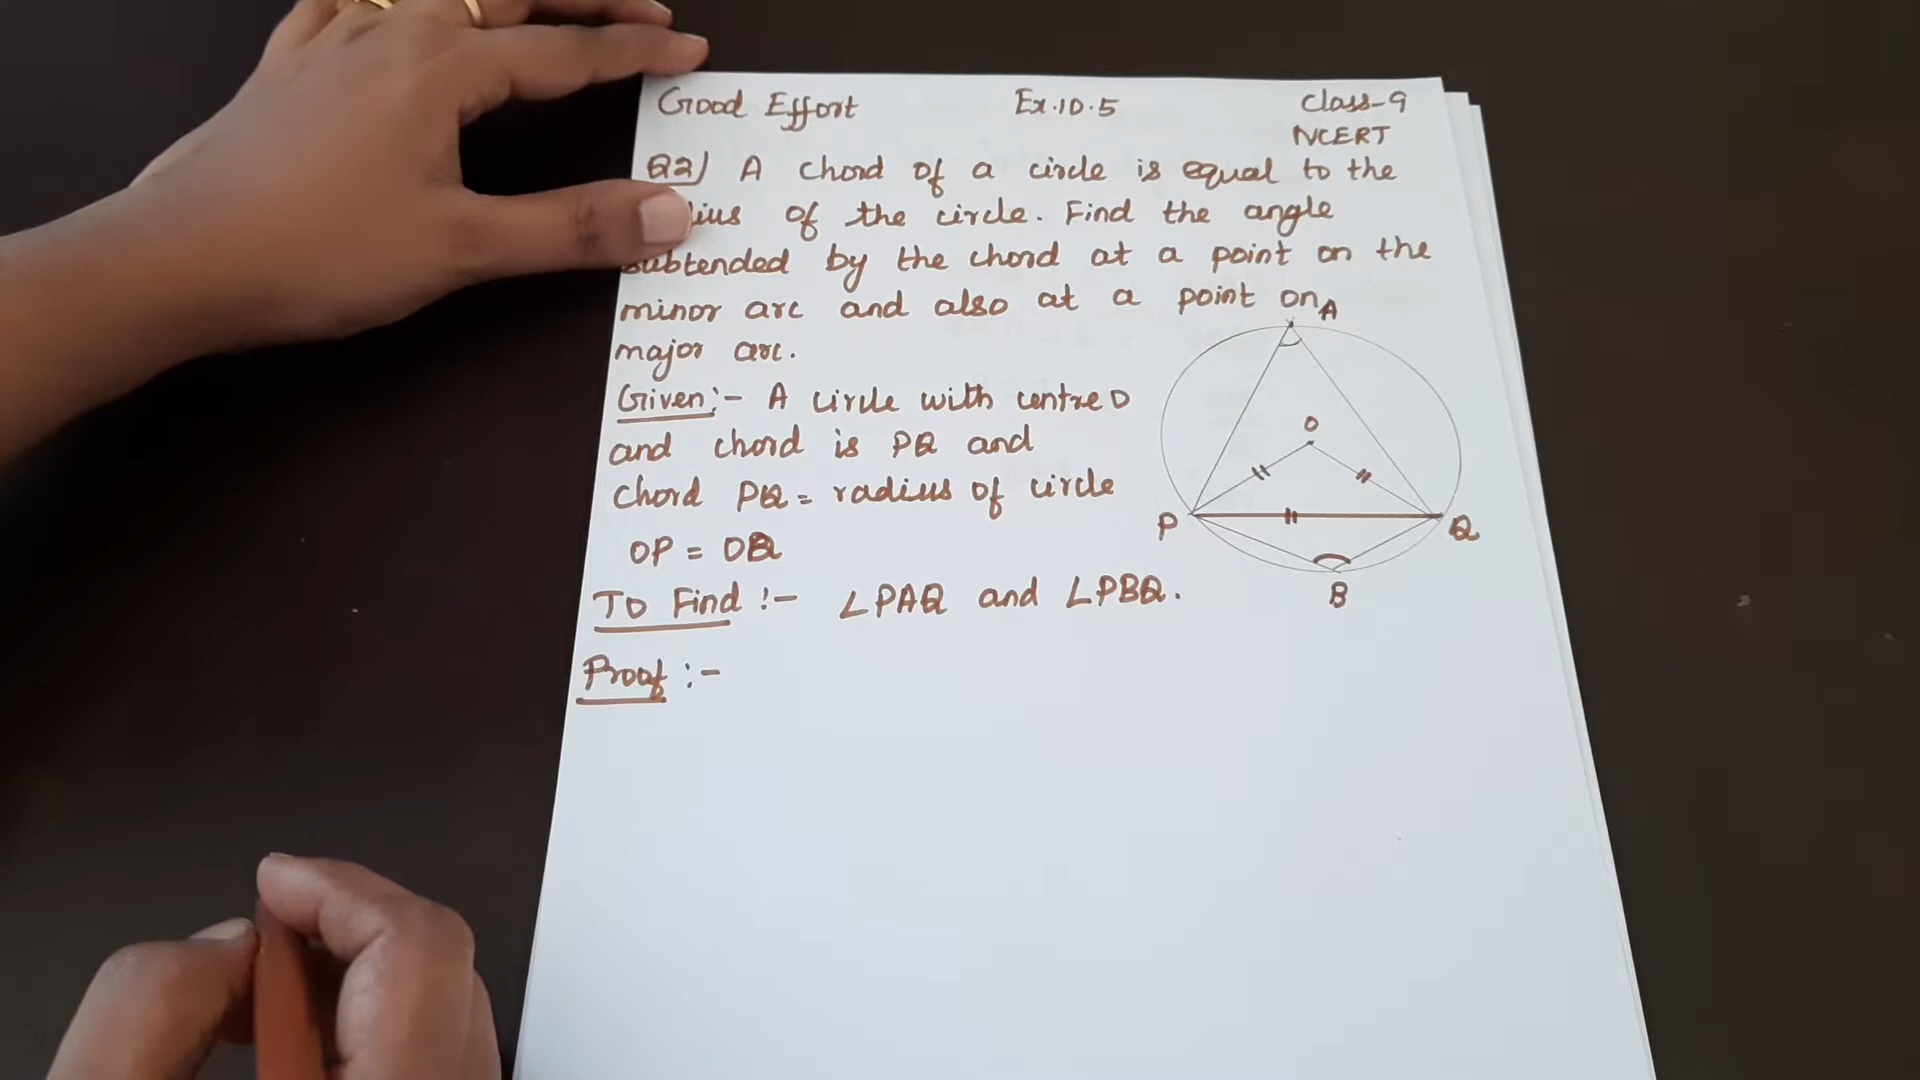 Good Effort Ex.10.5 Class-9
NCERT
Q2) A chord of a circle is equal to the
of the circle. Find the angle
subtended by the chord at a point on the
minor arc and also at a point on
major arc.
Given:- A circle with centre O
and chord is PQ and
chord PQ = radius of circle
OP = OQ
To Find :- ∠PAQ and ∠PBQ.
Proof :-
A
O
P
Q
B